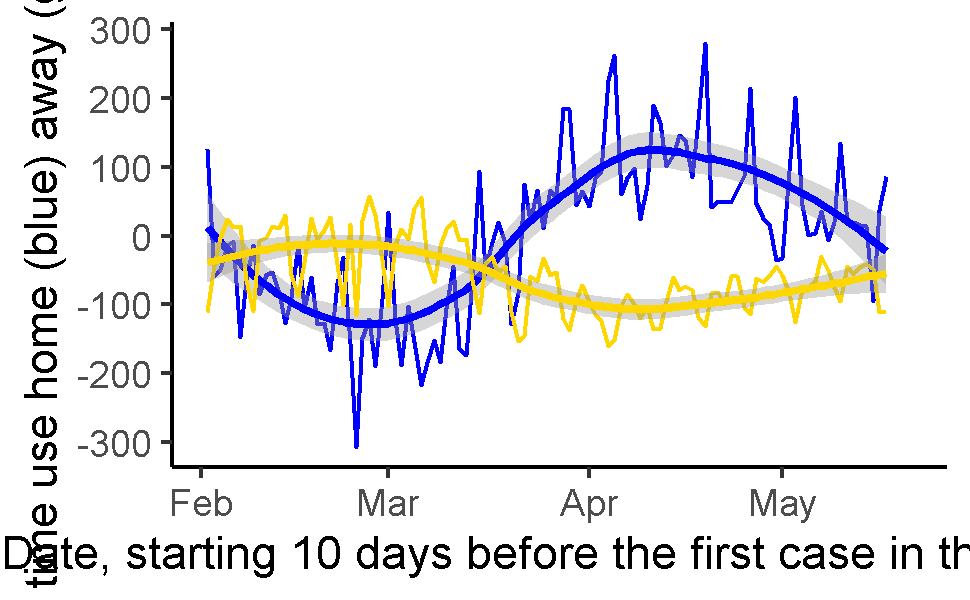 time use home (blue) away (
300
200
100
0
-100
-200
-300
Feb Mar Apr May
Date, starting 10 days before the first case in th